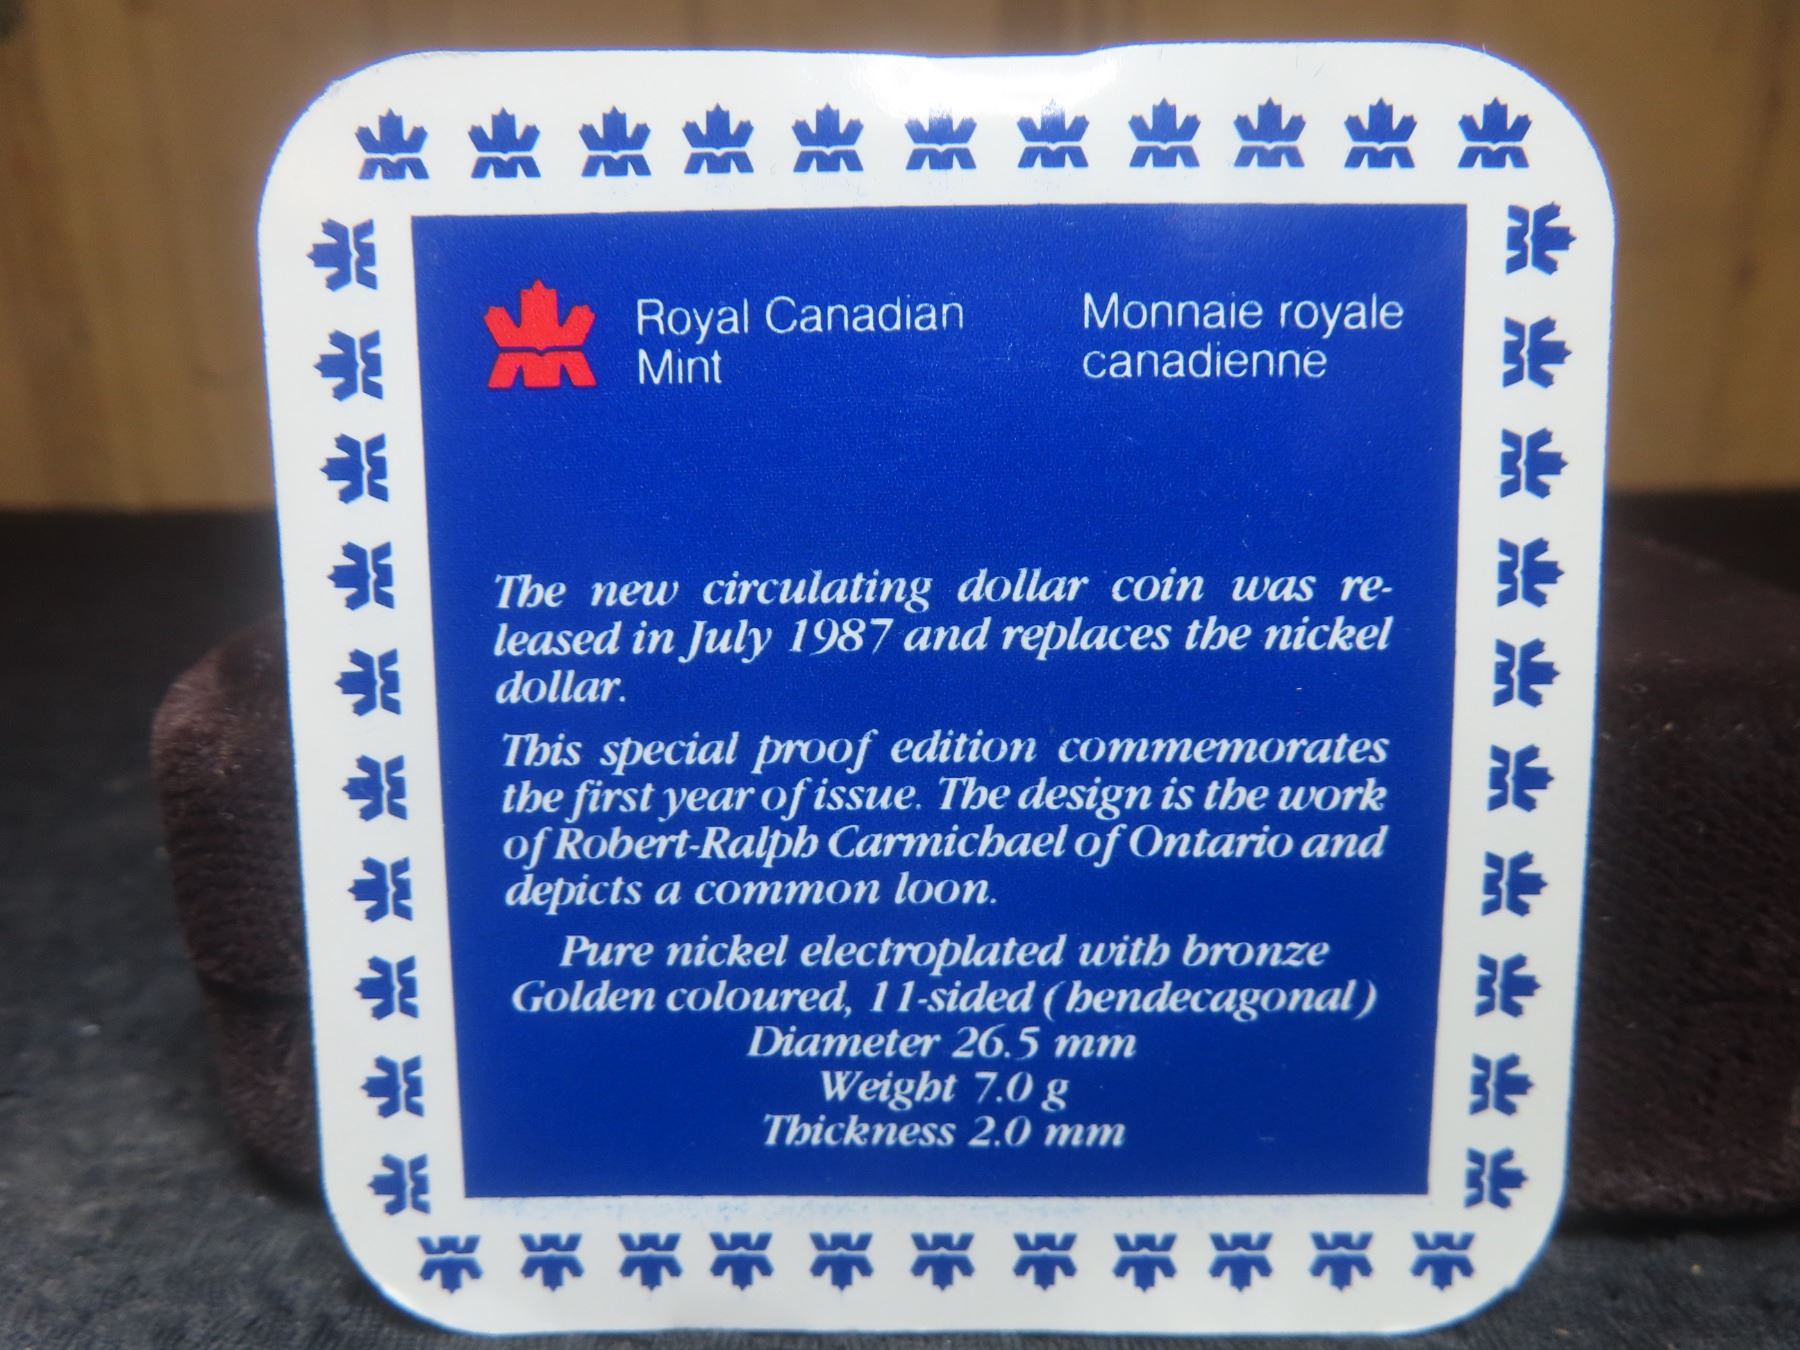 Royal Canadian
Mint
Monnaie royale
canadienne
The new circulating dollar coin was re-
leased in July 1987 and replaces the nickel
dollar.
This special proof edition commemorates
the first year of issue. The design is the work
of Robert-Ralph Carmichael of Ontario and
depicts a common loon.
Pure nickel electroplated with bronze
Golden coloured, 11-sided (hendecagonal)
Diameter 26.5 mm
Weight 7.0 g
Thickness 2.0 mm